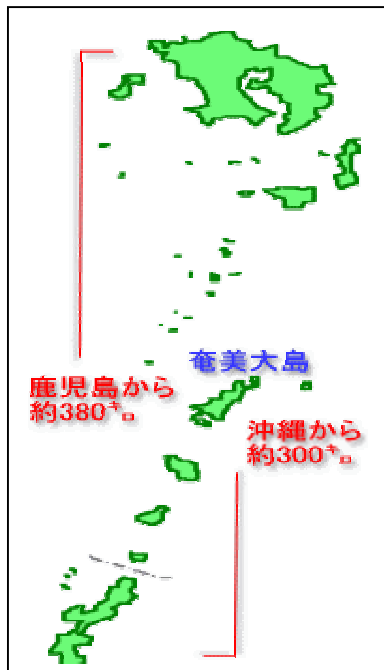 奄美大島
鹿児島から
約380㌔。
沖縄から
約300㌔。